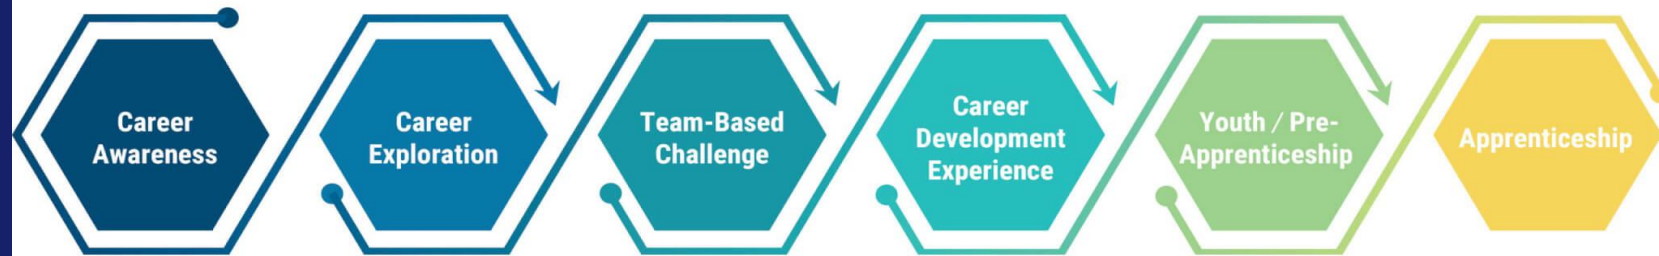 Career
Awareness
Career
Exploration
Team-Based
Challenge
Career
Development
Experience
Youth / Pre-
Apprenticeship
Apprenticeship